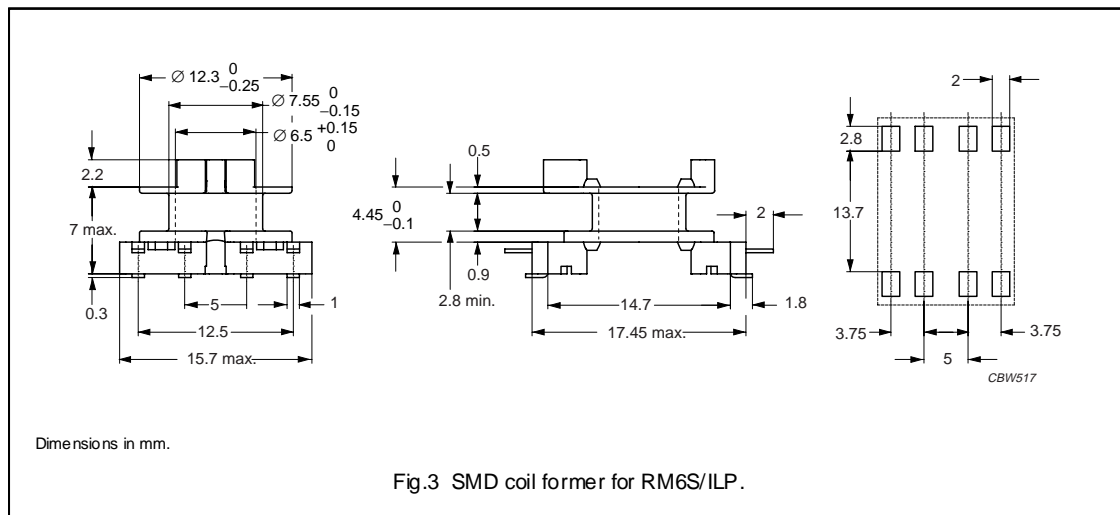 ∅ 12.3 0 −0.25
∅ 7.55 0 −0.15
∅ 6.5 +0.15 0
2.2
7 max.
0.3
5
1
12.5
15.7 max.
0.5
4.45 0 −0.1
2
0.9
2.8 min.
14.7
1.8
17.45 max.
2
2.8
13.7
3.75
3.75
5
CBW517
Dimensions in mm.
Fig.3 SMD coil former for RM6S/ILP.